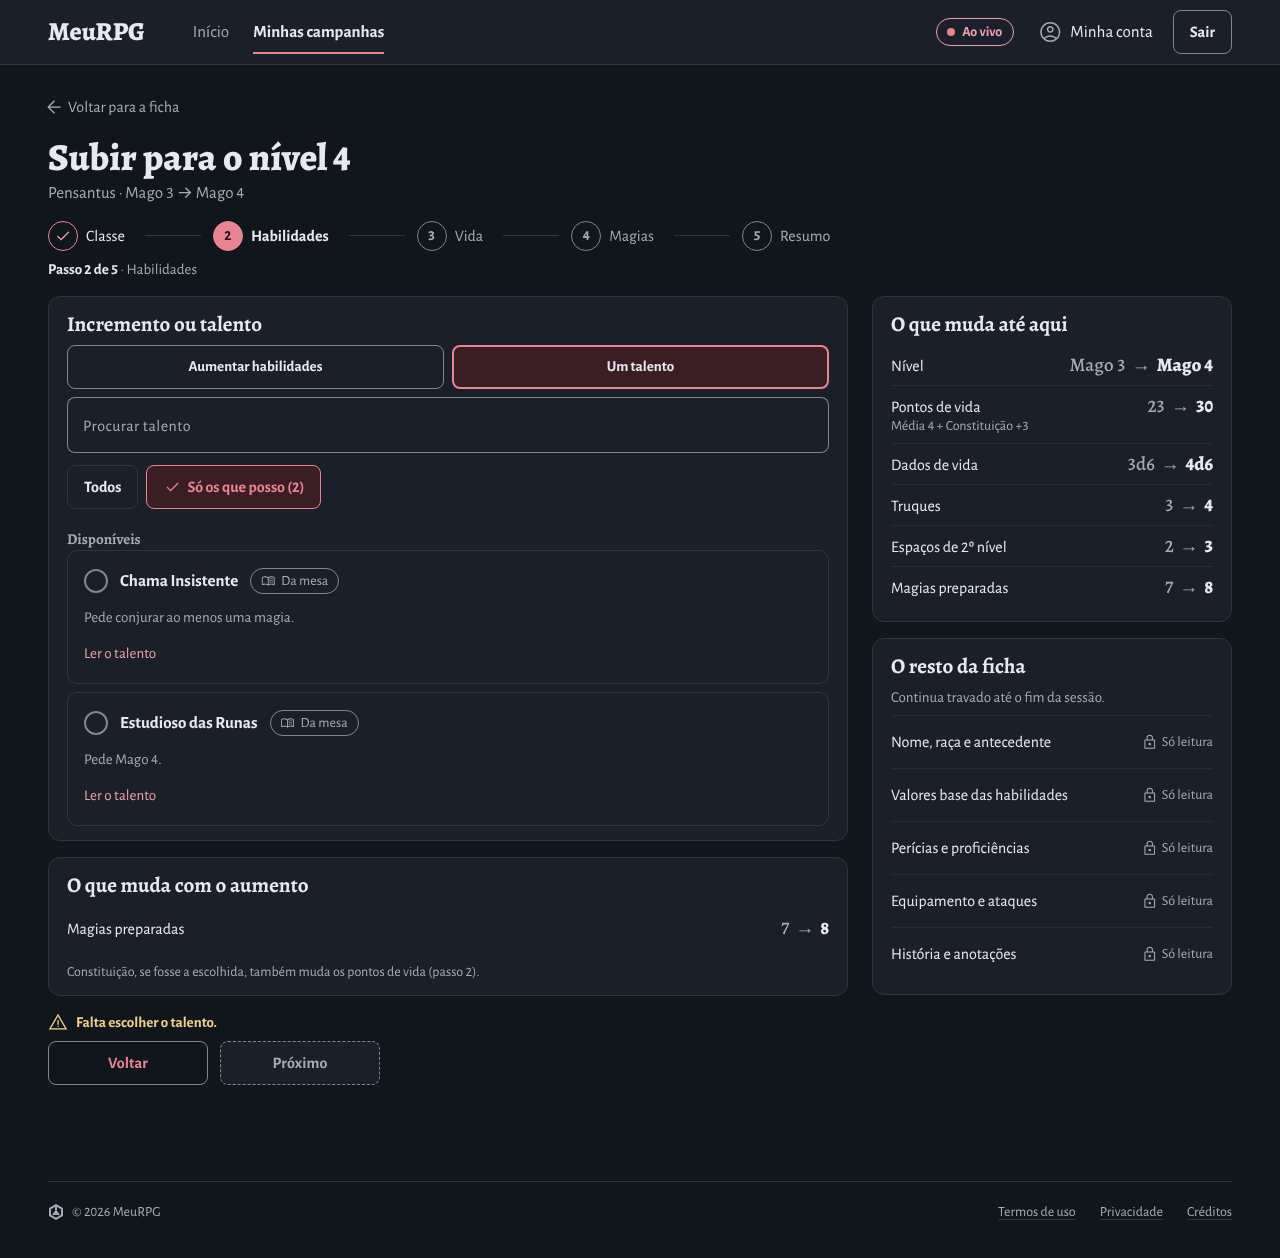 MeuRPG
Início
Minhas campanhas
Ao vivo
Minha conta
Sair
Voltar para a ficha
Subir para o nível 4
Pensantus · Mago 3 → Mago 4
Classe
2 Habilidades
3 Vida
4 Magias
5 Resumo
Passo 2 de 5 · Habilidades
Incremento ou talento
Aumentar habilidades
Um talento
Procurar talento
Todos
Só os que posso (2)
Disponíveis
Chama Insistente
Da mesa
Pede conjurar ao menos uma magia.
Ler o talento
Estudioso das Runas
Da mesa
Pede Mago 4.
Ler o talento
O que muda com o aumento
Magias preparadas 7 → 8
Constituição, se fosse a escolhida, também muda os pontos de vida (passo 2).
Falta escolher o talento.
Voltar
Próximo
O que muda até aqui
Nível Mago 3 → Mago 4
Pontos de vida 23 → 30
Média 4 + Constituição +3
Dados de vida 3d6 → 4d6
Truques 3 → 4
Espaços de 2º nível 2 → 3
Magias preparadas 7 → 8
O resto da ficha
Continua travado até o fim da sessão.
Nome, raça e antecedente Só leitura
Valores base das habilidades Só leitura
Perícias e proficiências Só leitura
Equipamento e ataques Só leitura
História e anotações Só leitura
© 2026 MeuRPG
Termos de uso
Privacidade
Créditos